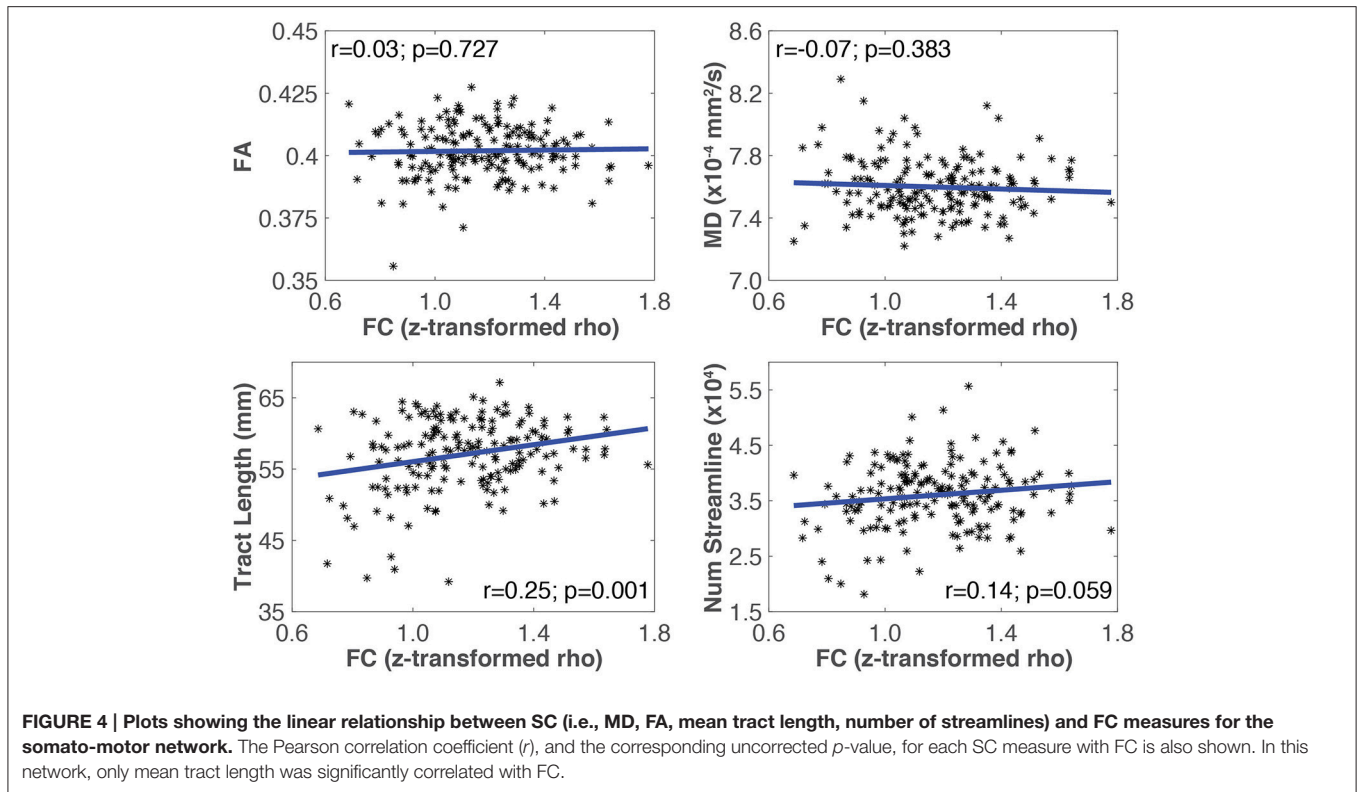 0.45
r=0.03; p=0.727
0.425
0.4
0.375
0.35
FA
0.6 1.0 1.4 1.8
FC (z-transformed rho)
8.6
r=-0.07; p=0.383
8.2
7.8
7.4
7.0
MD (x10⁻⁴ mm²/s)
0.6 1.0 1.4 1.8
FC (z-transformed rho)
65
55
45
35
Tract Length (mm)
r=0.25; p=0.001
0.6 1.0 1.4 1.8
FC (z-transformed rho)
5.5
4.5
3.5
2.5
1.5
Num Streamline (x10⁴)
r=0.14; p=0.059
0.6 1.0 1.4 1.8
FC (z-transformed rho)
FIGURE 4 | Plots showing the linear relationship between SC (i.e., MD, FA, mean tract length, number of streamlines) and FC measures for the
somato-motor network. The Pearson correlation coefficient (r), and the corresponding uncorrected p-value, for each SC measure with FC is also shown. In this
network, only mean tract length was significantly correlated with FC.